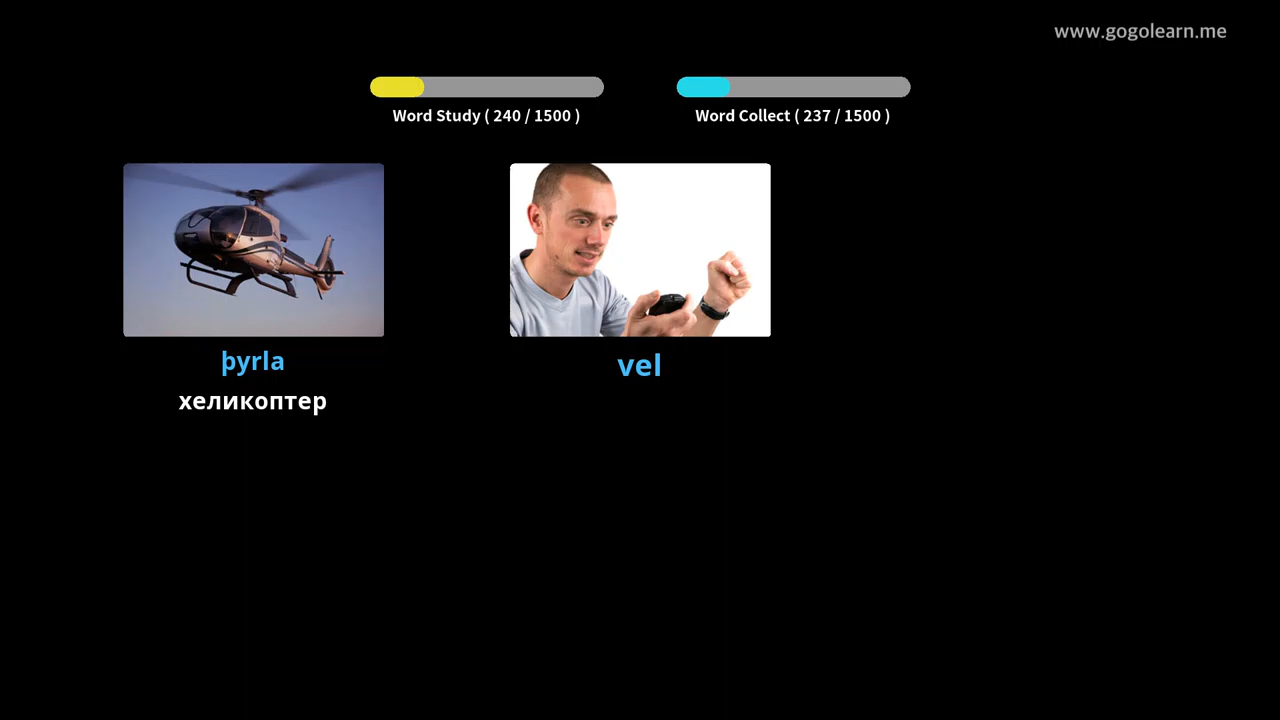 www.gogolearn.me
Word Study ( 240 / 1500 )
Word Collect ( 237 / 1500 )
þyrla
vel
хеликоптер